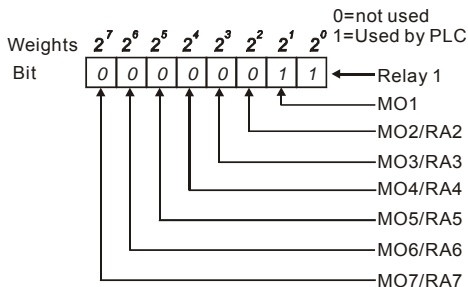 0=not used
1=Used by PLC
Weights 2^7 2^6 2^5 2^4 2^3 2^2 2^1 2^0
Bit 0 0 0 0 0 0 1 1 Relay 1
MO1
MO2/RA2
MO3/RA3
MO4/RA4
MO5/RA5
MO6/RA6
MO7/RA7